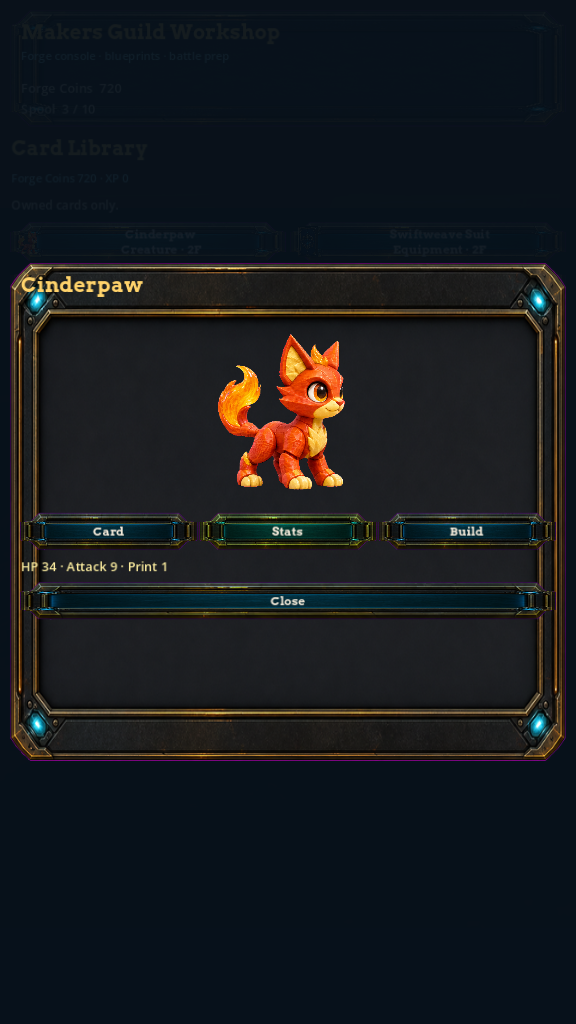 Makers Guild Workshop
Forge console · blueprints · battle prep
Forge Coins 720
Spool 3 / 10
Card Library
Forge Coins 720 XP 0
Owned cards only.
Cinderpaw
Creature · 2F
Swiftweave Suit
Equipment · 2F
Cinderpaw
Card
Stats
Build
HP 34 · Attack 9 · Print 1
Close